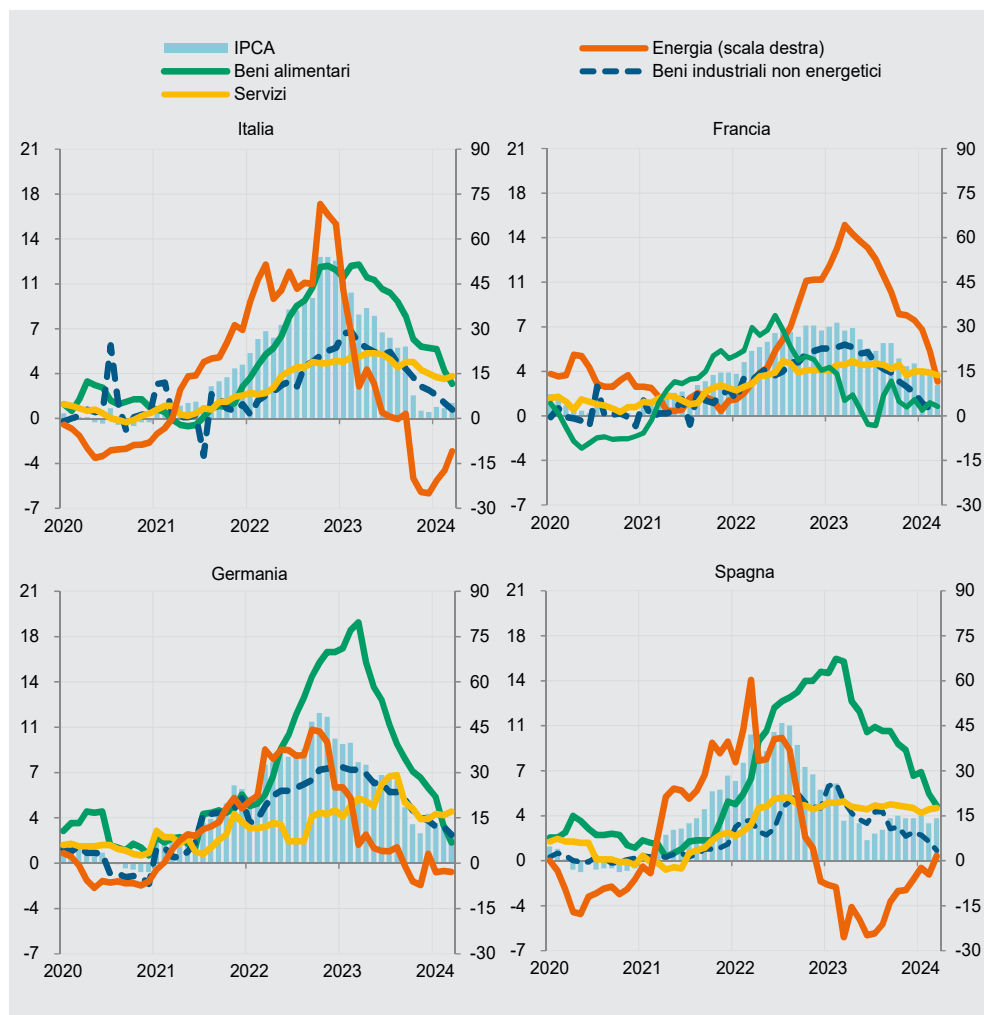 IPCA
Energia (scala destra)
Beni alimentari
Beni industriali non energetici
Servizi
Italia
21 90
18 75
14 60
11 45
7 30
4 15
0 0
-4 -15
-7 -30
2020 2021 2022 2023 2024
Francia
21 90
18 75
14 60
11 45
7 30
4 15
0 0
-4 -15
-7 -30
2020 2021 2022 2023 2024
Germania
21 90
18 75
14 60
11 45
7 30
4 15
0 0
-4 -15
-7 -30
2020 2021 2022 2023 2024
Spagna
21 90
18 75
14 60
11 45
7 30
4 15
0 0
-4 -15
-7 -30
2020 2021 2022 2023 2024